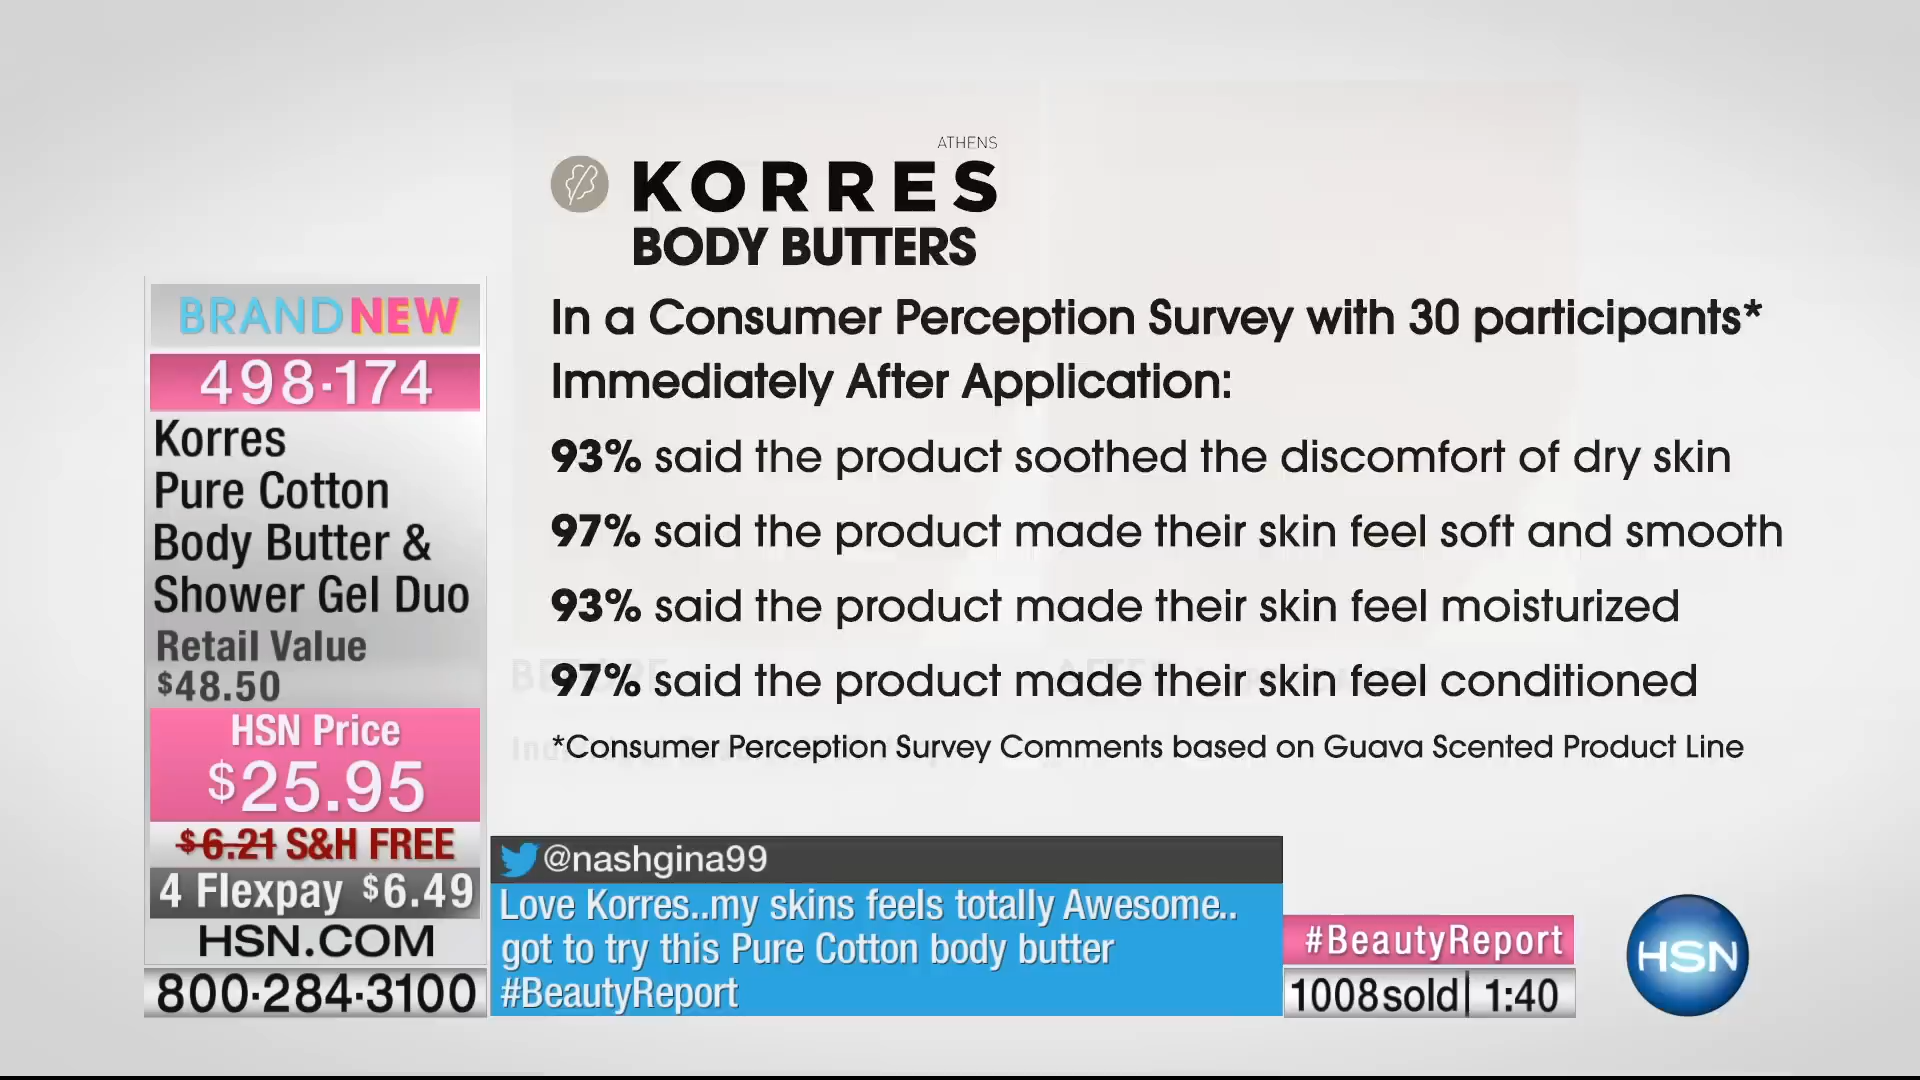 ATHENS
KORRES
BODY BUTTERS
In a Consumer Perception Survey with 30 participants*
Immediately After Application:
93% said the product soothed the discomfort of dry skin
97% said the product made their skin feel soft and smooth
93% said the product made their skin feel moisturized
97% said the product made their skin feel conditioned
*Consumer Perception Survey Comments based on Guava Scented Product Line
BRAND NEW
498·174
Korres
Pure Cotton
Body Butter &
Shower Gel Duo
Retail Value
$48.50
HSN Price
$25.95
$6.21 S&H FREE
4 Flexpay $6.49
HSN.COM
800·284·3100
@nashgina99
Love Korres..my skins feels totally Awesome..
got to try this Pure Cotton body butter
#BeautyReport
#BeautyReport
1008 sold 1:40
HSN
BEFORE
AFTER